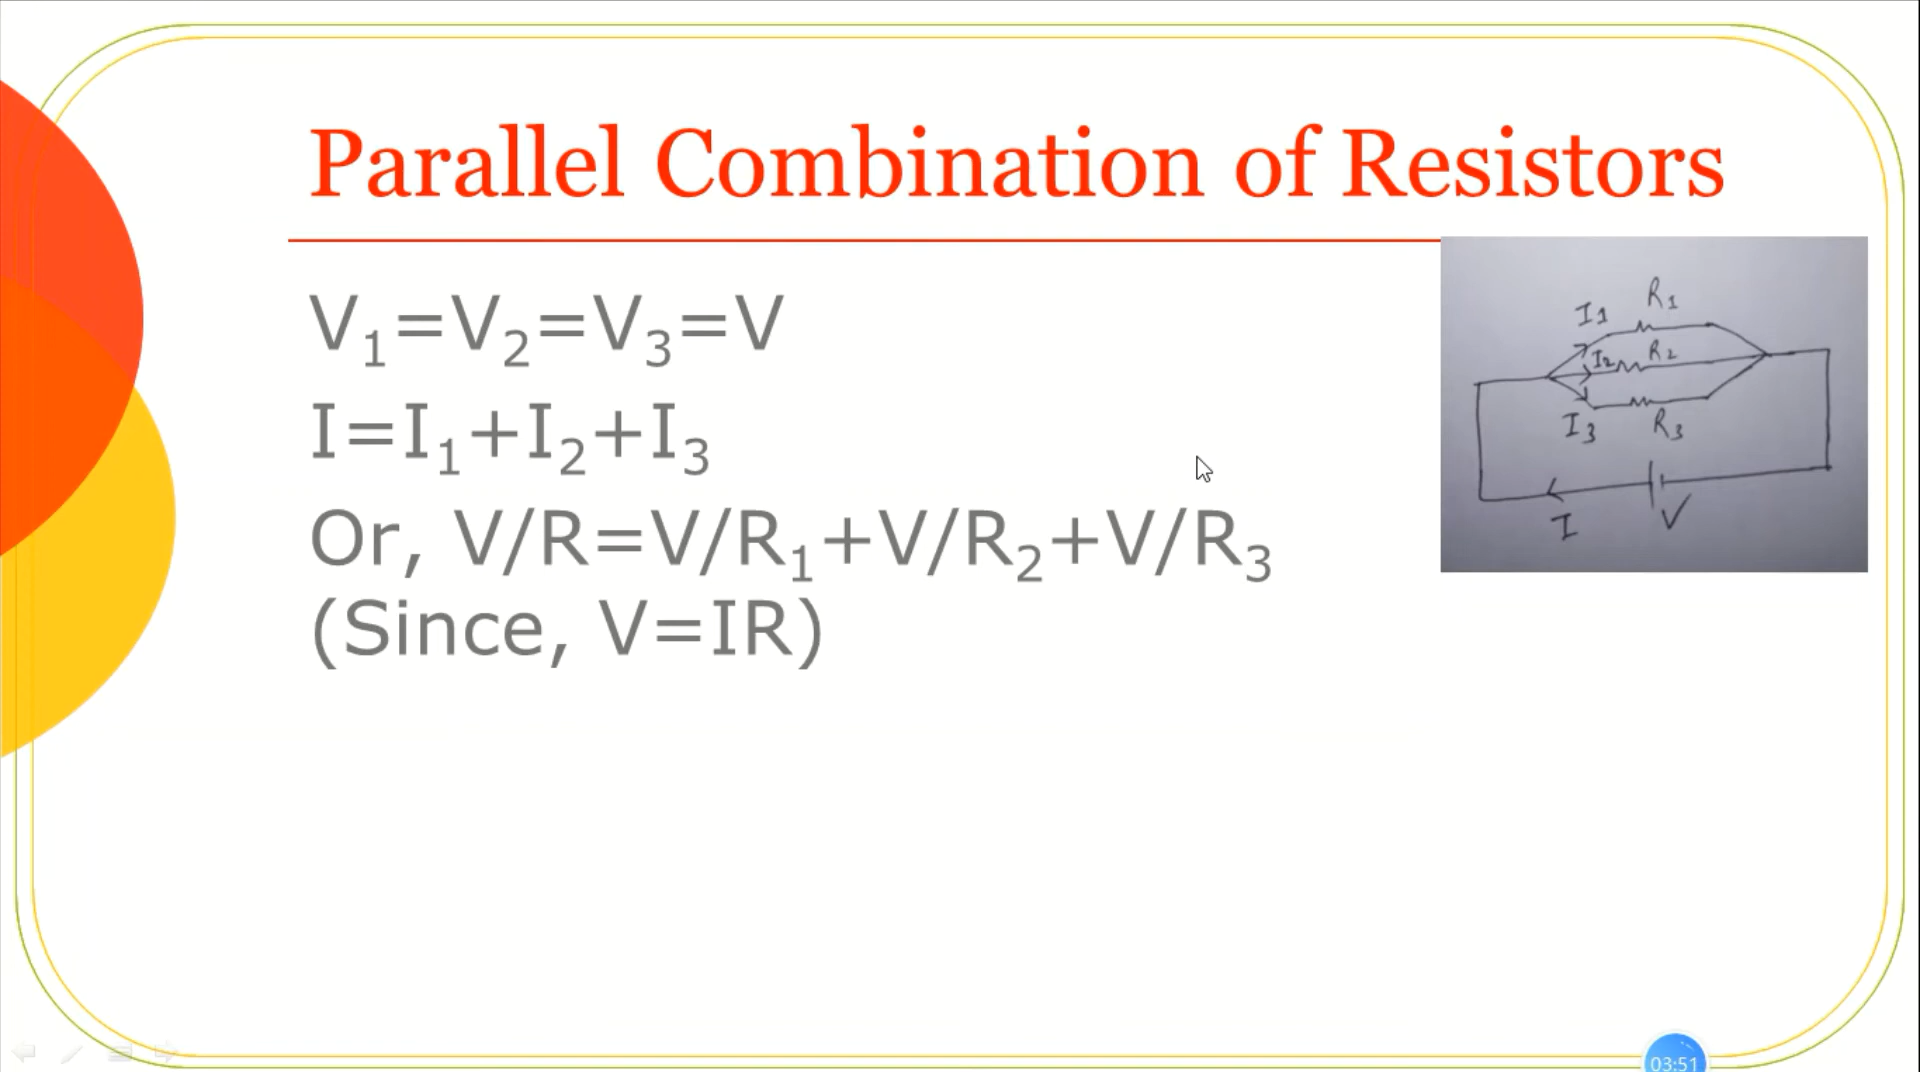 Parallel Combination of Resistors
V₁=V₂=V₃=V
I=I₁+I₂+I₃
Or, V/R=V/R₁+V/R₂+V/R₃
(Since, V=IR)
I₁ R₁
I₂ R₂
I₃ R₃
I V
03:51